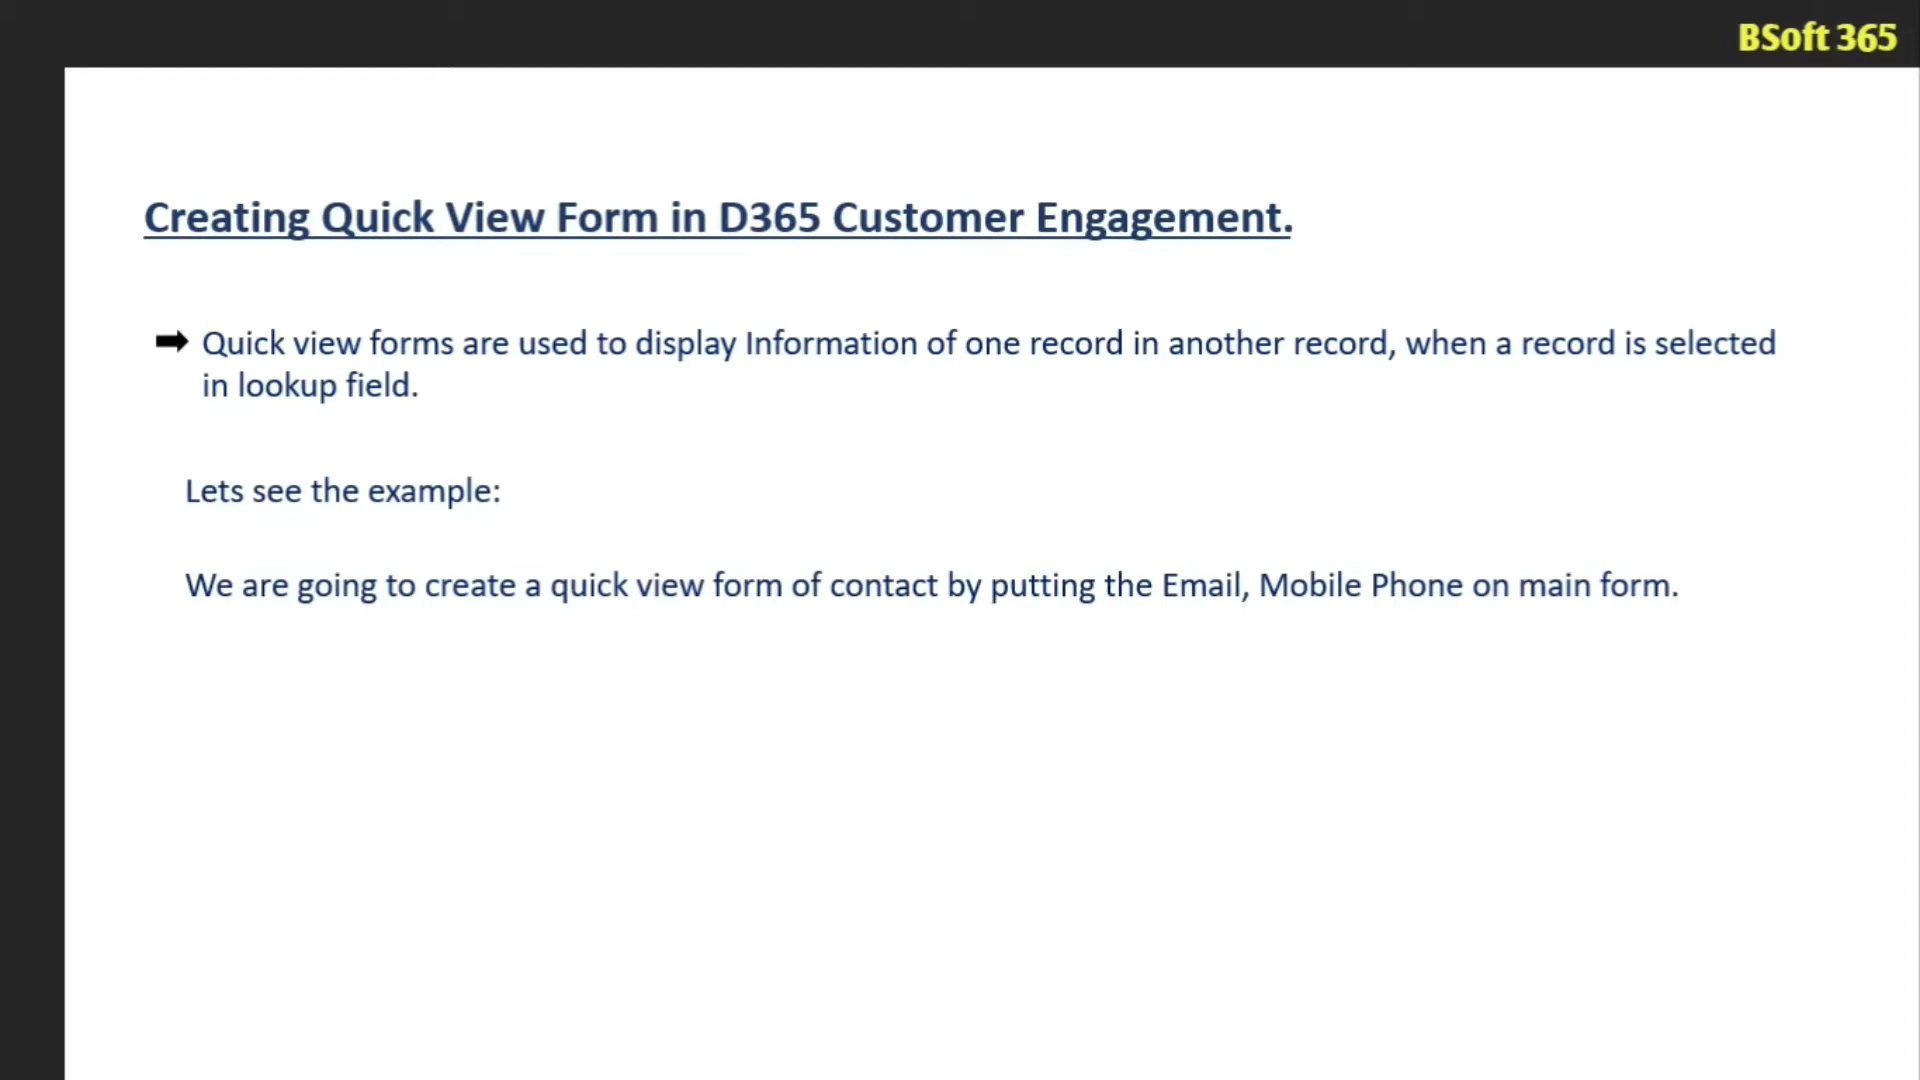 BSoft 365
Creating Quick View Form in D365 Customer Engagement.
Quick view forms are used to display Information of one record in another record, when a record is selected
in lookup field.
Lets see the example:
We are going to create a quick view form of contact by putting the Email, Mobile Phone on main form.